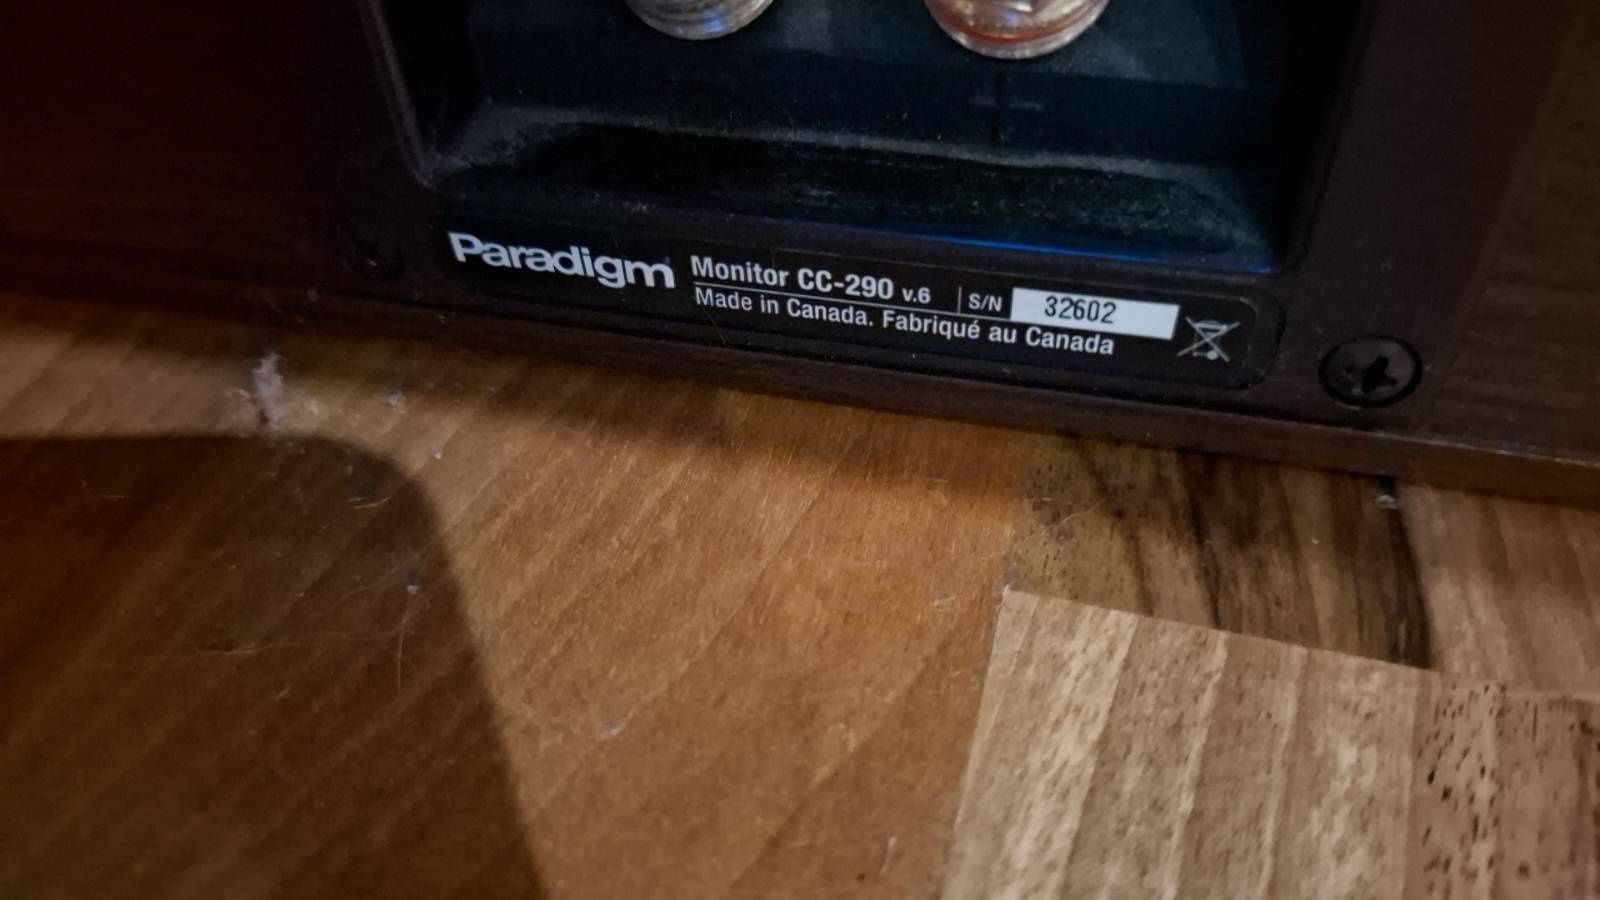 Paradigm Monitor CC-290 v.6 | S/N 32602
Made in Canada. Fabriqué au Canada